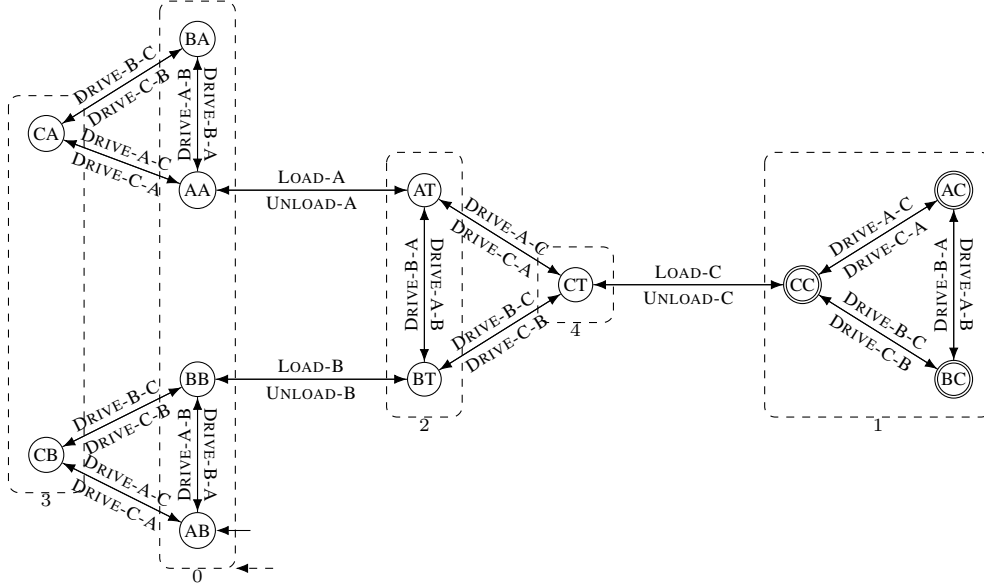 BA
DRIVE-B-C
DRIVE-C-B
DRIVE-A-B
DRIVE-B-A
CA
DRIVE-A-C
DRIVE-C-A
AA
LOAD-A
UNLOAD-A
AT
DRIVE-A-C
DRIVE-C-A
DRIVE-B-A
DRIVE-A-B
CT
LOAD-C
UNLOAD-C
CC
DRIVE-A-C
DRIVE-C-A
AC
DRIVE-B-A
DRIVE-A-B
DRIVE-B-C
DRIVE-C-B
BC
DRIVE-B-C
DRIVE-C-B
4
BB
LOAD-B
UNLOAD-B
BT
2
1
DRIVE-B-C
DRIVE-C-B
DRIVE-A-B
DRIVE-B-A
CB
DRIVE-A-C
DRIVE-C-A
3
AB
0